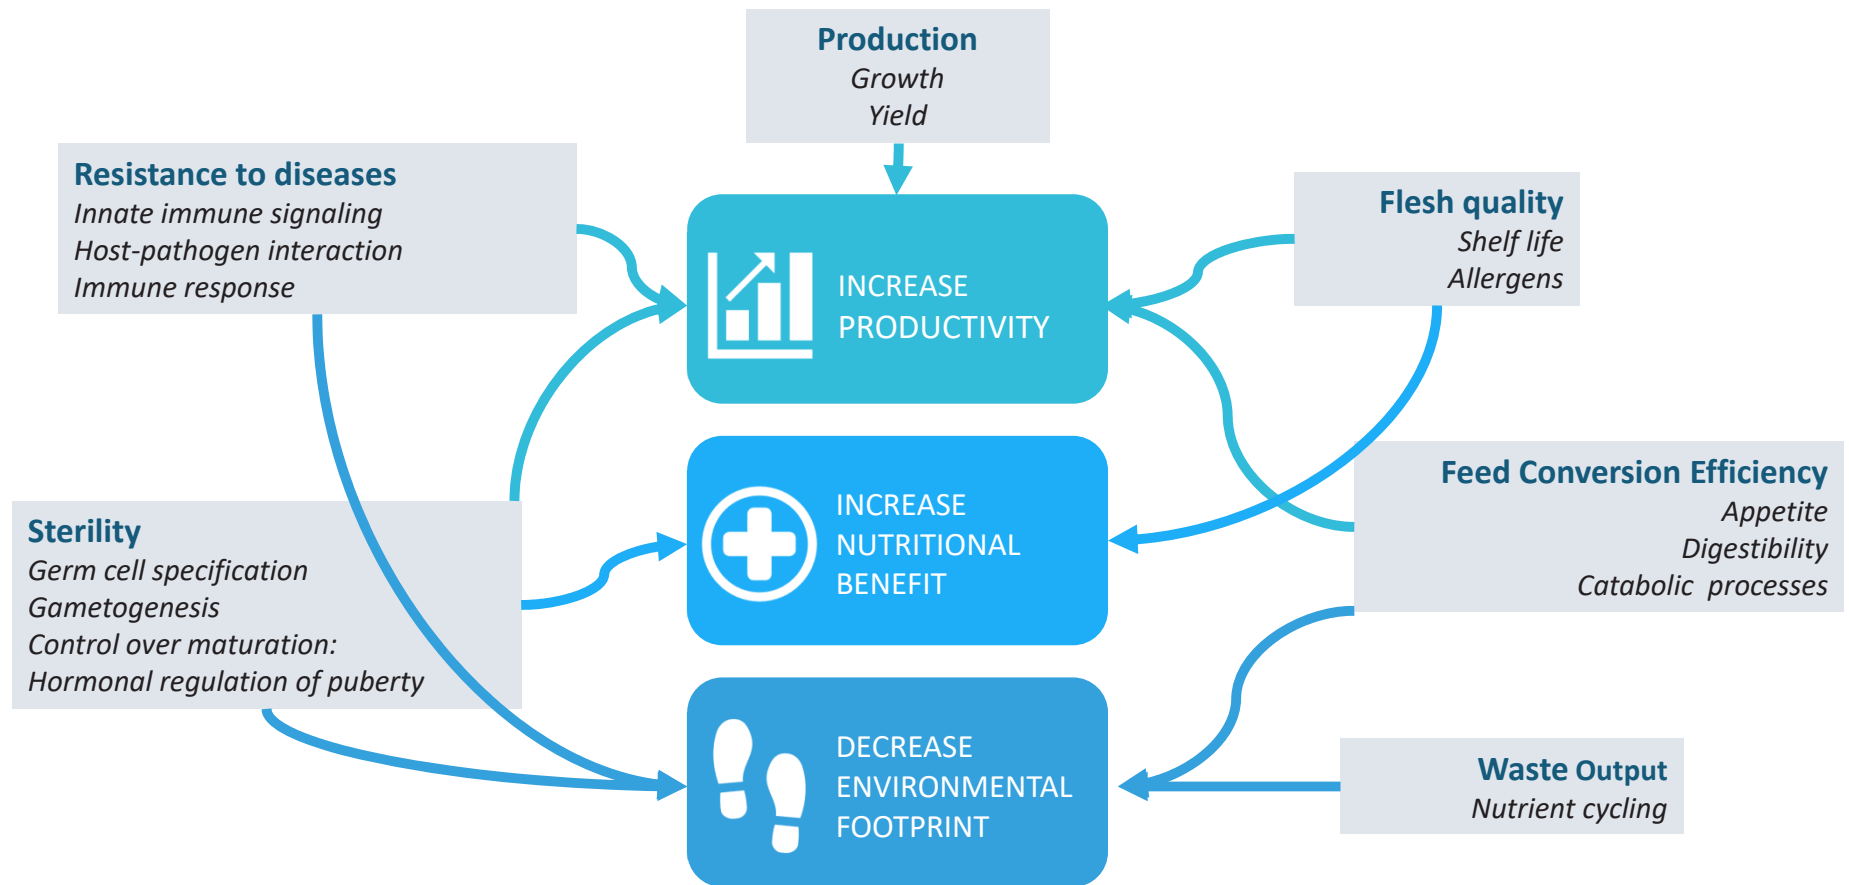 Production
Growth
Yield
Resistance to diseases
Innate immune signaling
Host-pathogen interaction
Immune response
Flesh quality
Shelf life
Allergens
INCREASE
PRODUCTIVITY
Sterility
Germ cell specification
Gametogenesis
Control over maturation:
Hormonal regulation of puberty
INCREASE
NUTRITIONAL
BENEFIT
Feed Conversion Efficiency
Appetite
Digestibility
Catabolic processes
DECREASE
ENVIRONMENTAL
FOOTPRINT
Waste Output
Nutrient cycling